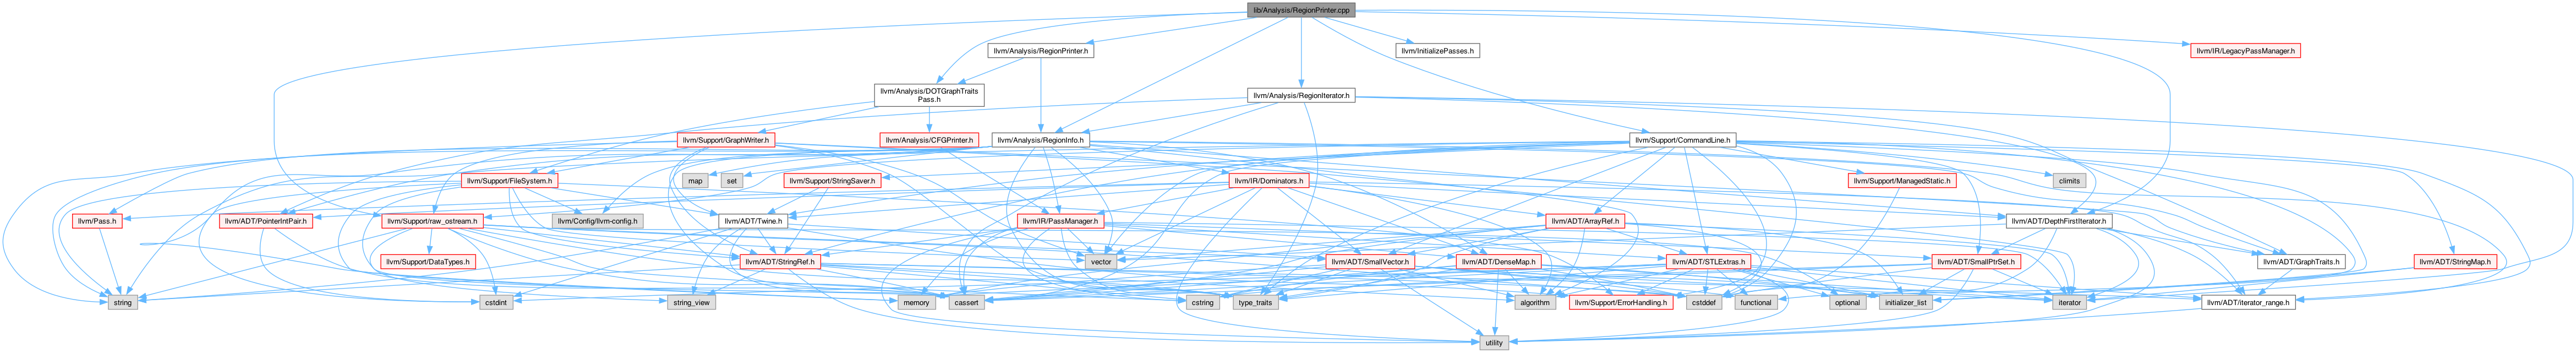 lib/Analysis/RegionPrinter.cpp
llvm/Analysis/RegionPrinter.h
llvm/InitializePasses.h
llvm/IR/LegacyPassManager.h
llvm/Analysis/DOTGraphTraits
Pass.h
llvm/Analysis/RegionIterator.h
llvm/Support/GraphWriter.h
llvm/Analysis/CFGPrinter.h
llvm/Analysis/RegionInfo.h
llvm/Support/CommandLine.h
llvm/Support/FileSystem.h
map
set
llvm/Support/StringSaver.h
llvm/IR/Dominators.h
llvm/Support/ManagedStatic.h
climits
llvm/Pass.h
llvm/ADT/PointerIntPair.h
llvm/Support/raw_ostream.h
llvm/Config/llvm-config.h
llvm/ADT/Twine.h
llvm/IR/PassManager.h
llvm/ADT/ArrayRef.h
llvm/ADT/DepthFirstIterator.h
llvm/Support/DataTypes.h
llvm/ADT/StringRef.h
vector
llvm/ADT/SmallVector.h
llvm/ADT/DenseMap.h
llvm/ADT/STLExtras.h
llvm/ADT/SmallPtrSet.h
llvm/ADT/GraphTraits.h
llvm/ADT/StringMap.h
string
cstdint
string_view
memory
cassert
cstring
type_traits
algorithm
llvm/Support/ErrorHandling.h
cstddef
functional
optional
initializer_list
iterator
llvm/ADT/iterator_range.h
utility